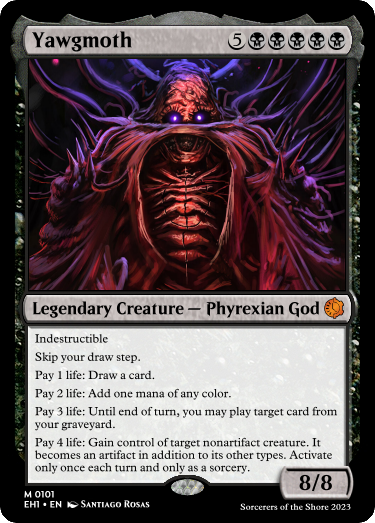 Yawgmoth 5
Legendary Creature — Phyrexian God
Indestructible
Skip your draw step.
Pay 1 life: Draw a card.
Pay 2 life: Add one mana of any color.
Pay 3 life: Until end of turn, you may play target card from
your graveyard.
Pay 4 life: Gain control of target nonartifact creature. It
becomes an artifact in addition to its other types. Activate
only once each turn and only as a sorcery.
8/8
M 0101
EH1 • EN Santiago Rosas
Sorcerers of the Shore 2023